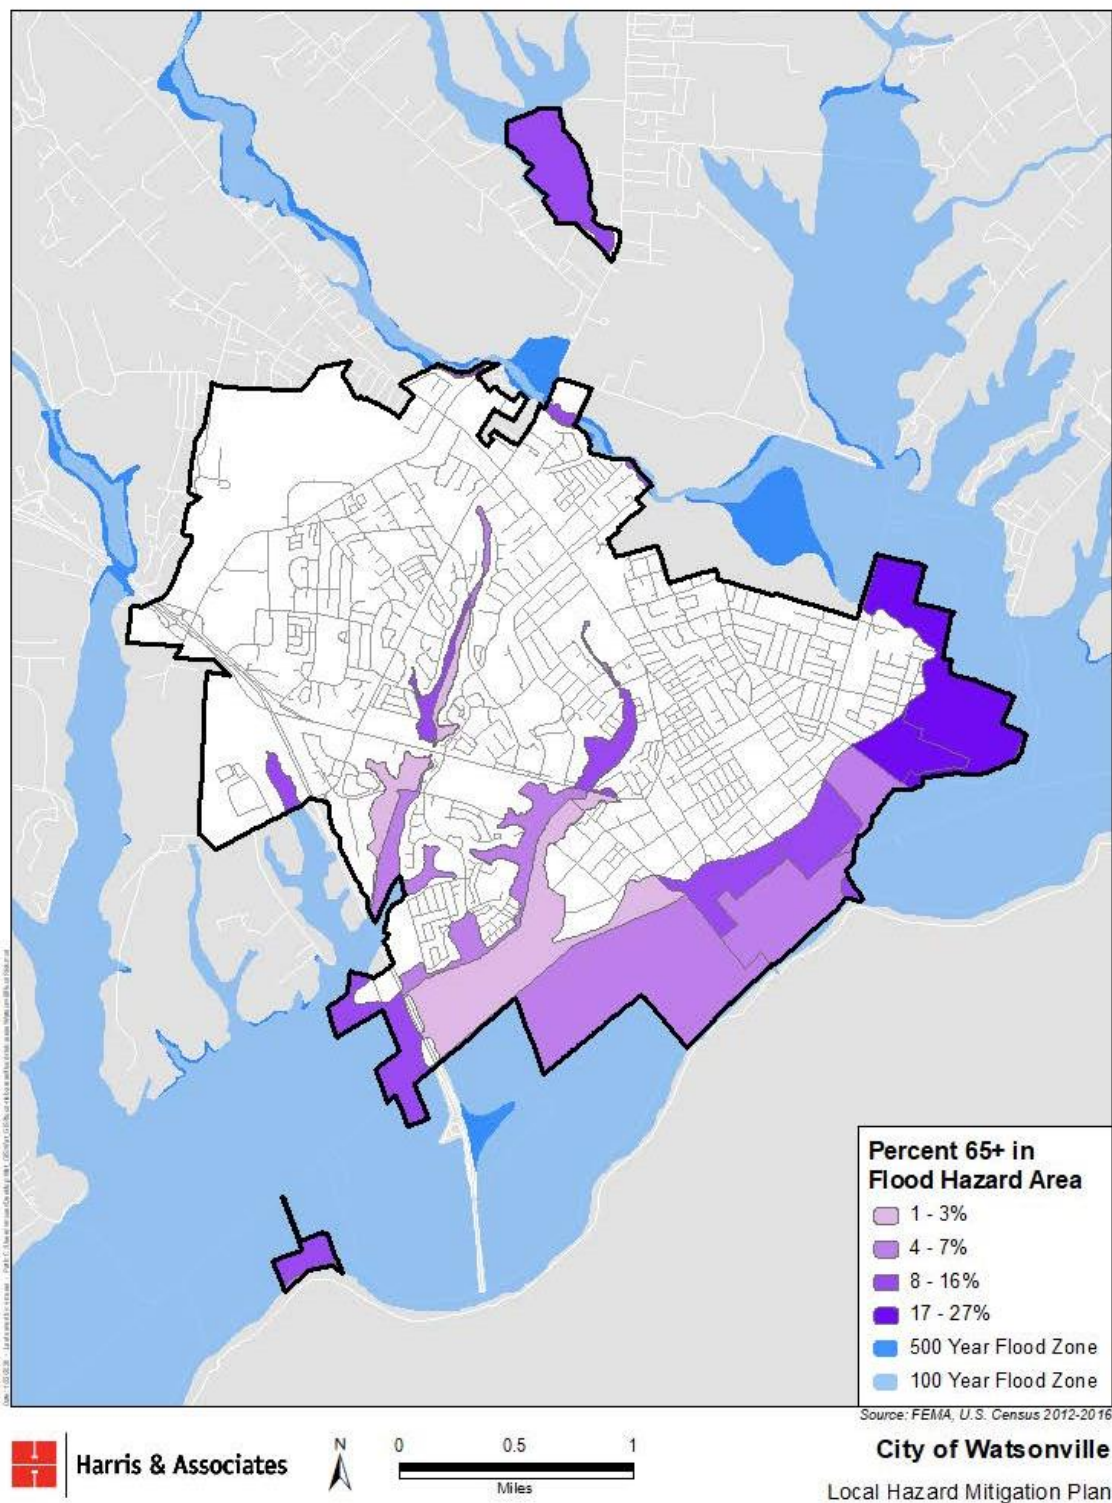 Percent 65+ in
Flood Hazard Area
1 - 3%
4 - 7%
8 - 16%
17 - 27%
500 Year Flood Zone
100 Year Flood Zone
Source: FEMA, U.S. Census 2012-2016
Harris & Associates
N
0 0.5 1
Miles
City of Watsonville
Local Hazard Mitigation Plan